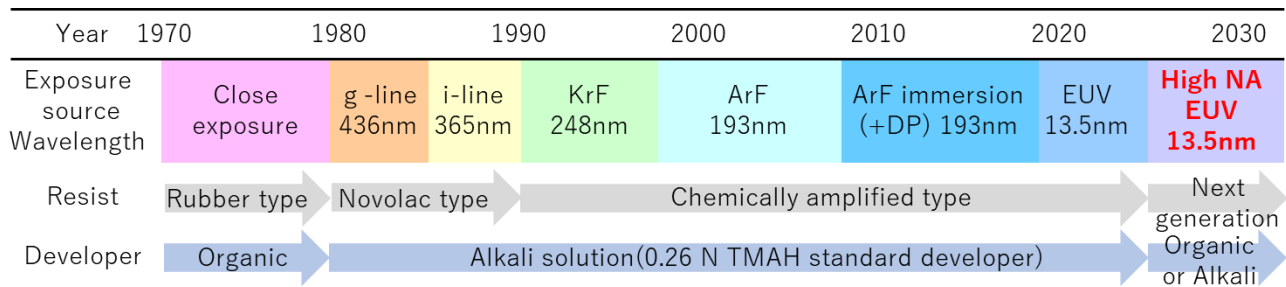 Year 1970 1980 1990 2000 2010 2020 2030
Exposure source Wavelength
Close exposure
g -line 436nm
i-line 365nm
KrF 248nm
ArF 193nm
ArF immersion (+DP) 193nm
EUV 13.5nm
High NA EUV 13.5nm
Resist Rubber type Novolac type Chemically amplified type Next generation
Developer Organic Alkali solution(0.26 N TMAH standard developer) Organic or Alkali